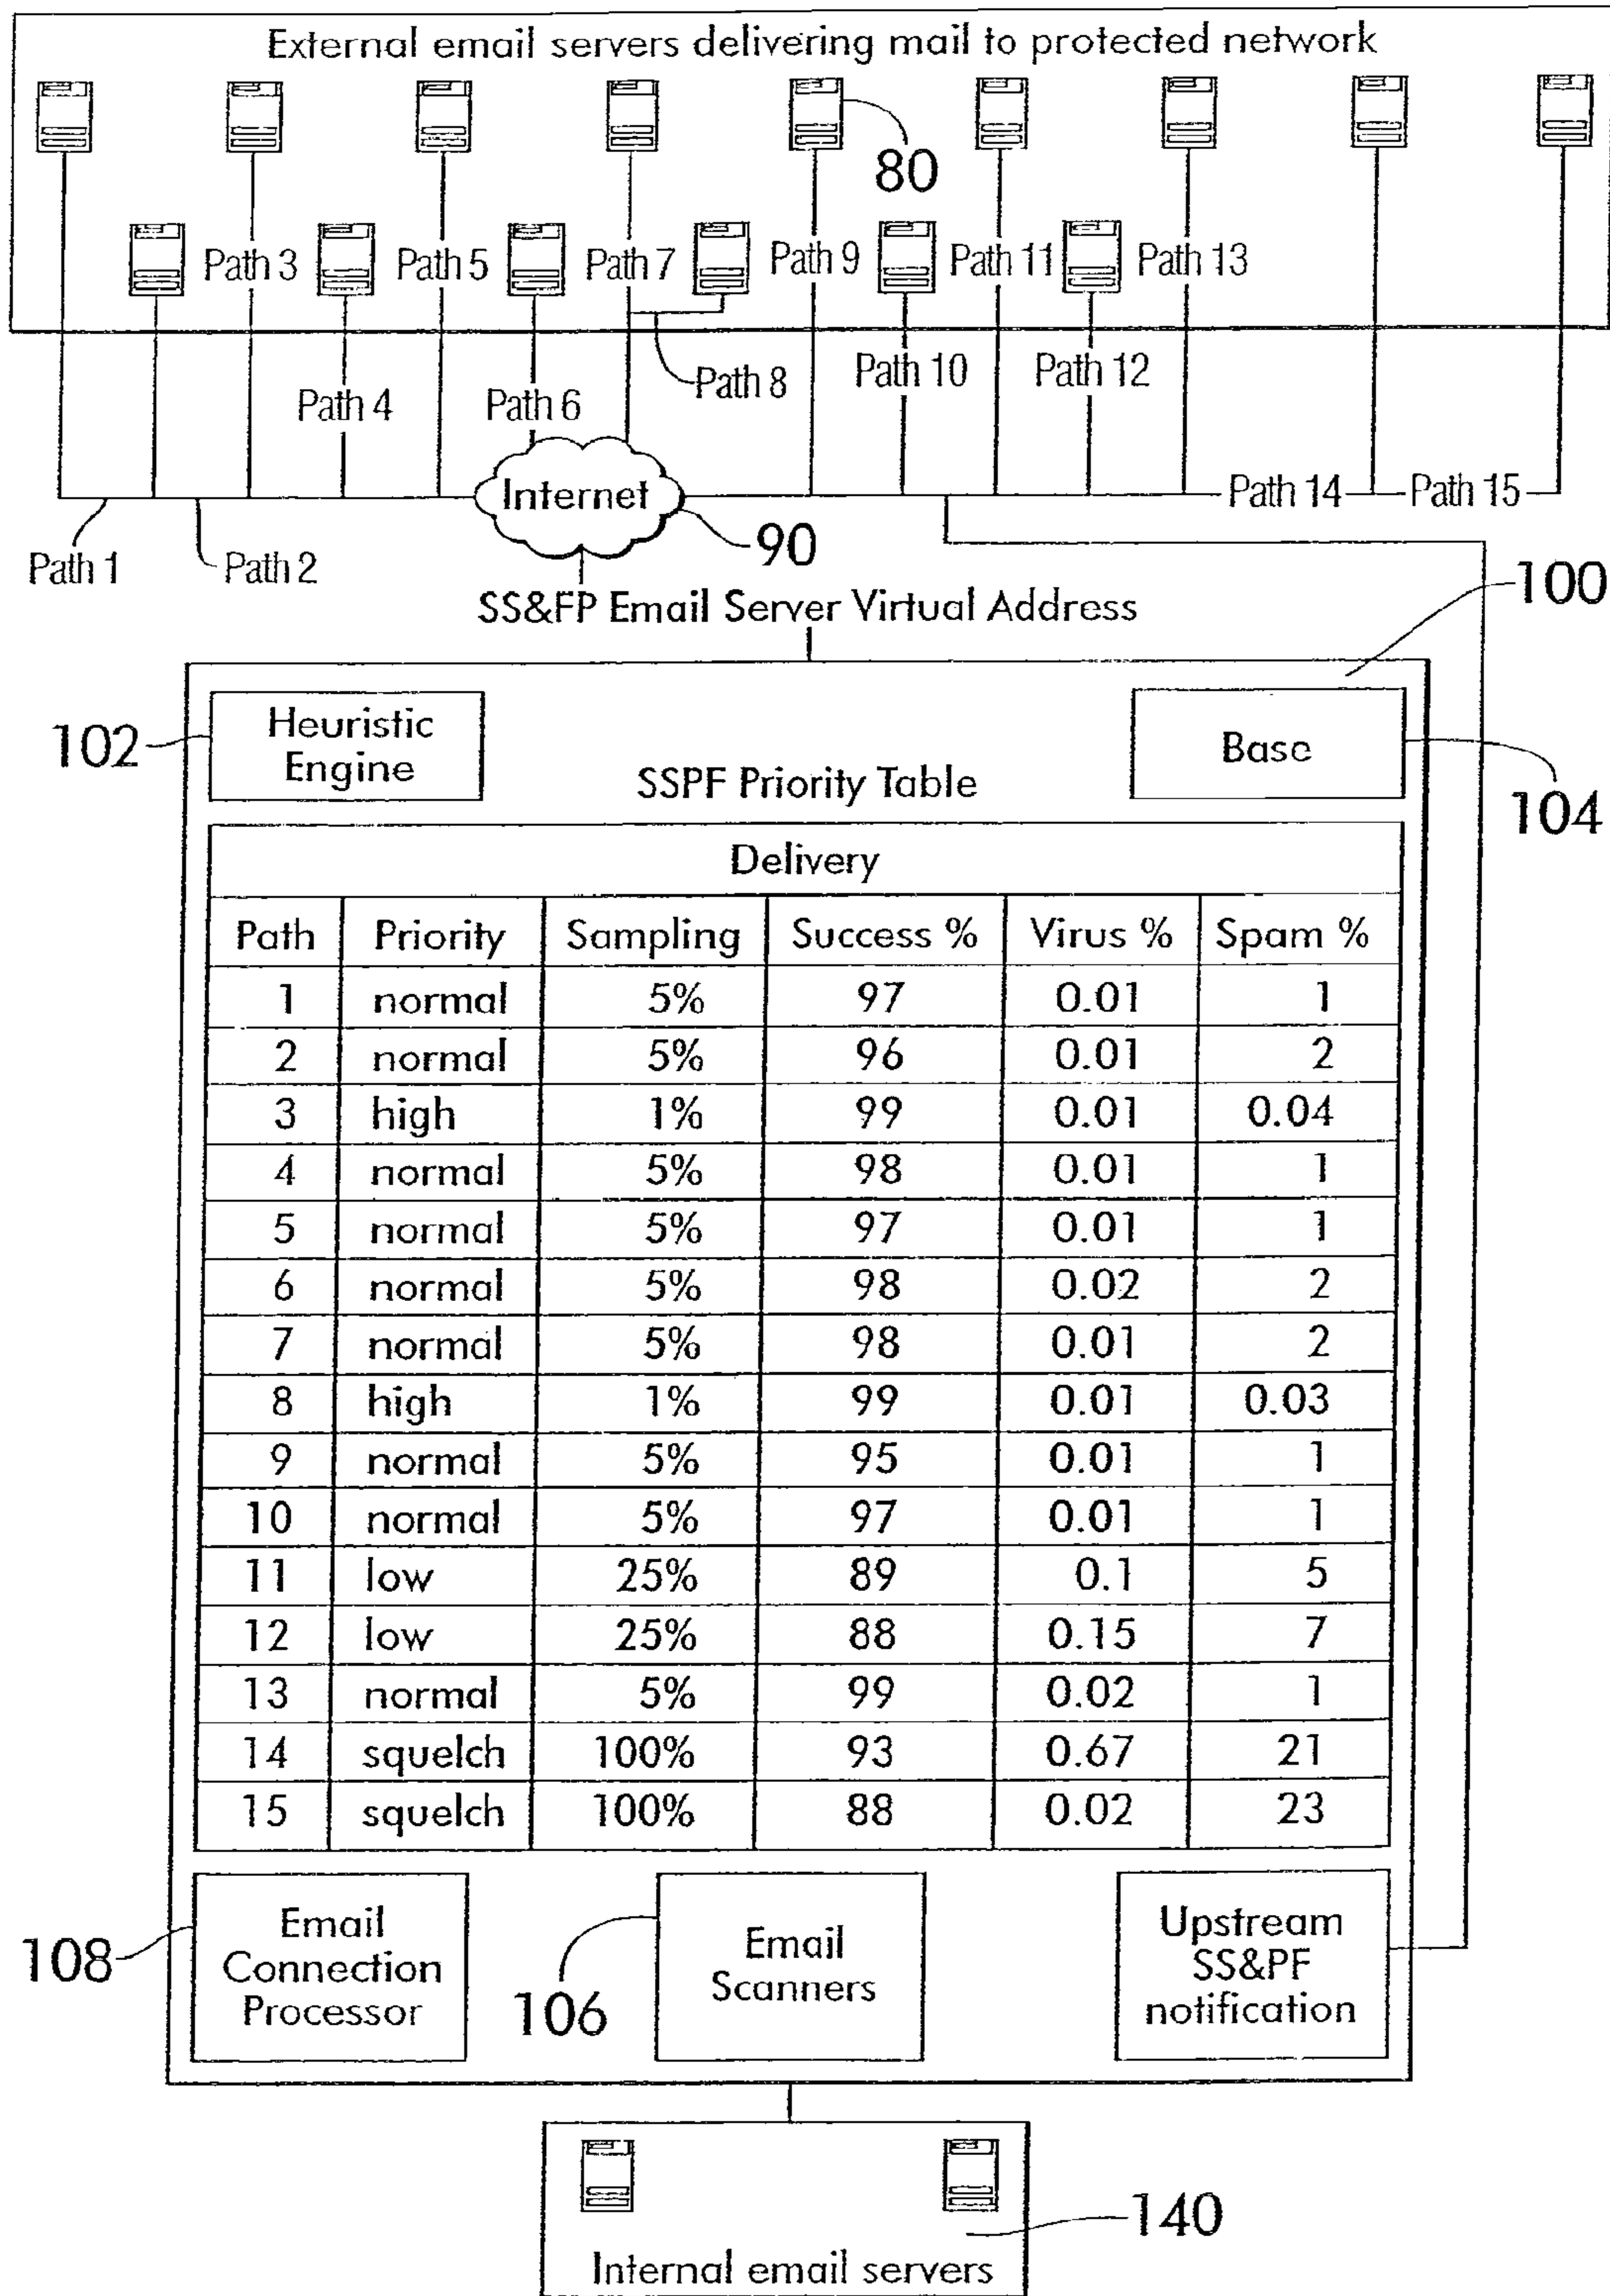 External email servers delivering mail to protected network
80
Path 3
Path 5
Path 7
Path 9
Path 11
Path 13
Path 4
Path 6
Path 8
Path 10
Path 12
Internet
Path 14
Path 15
Path 1
Path 2
90
SS&FP Email Server Virtual Address
100
102
Heuristic
Engine
SSPF Priority Table
Base
104
Delivery
Path Priority Sampling Success % Virus % Spam %
1 normal 5% 97 0.01 1
2 normal 5% 96 0.01 2
3 high 1% 99 0.01 0.04
4 normal 5% 98 0.01 1
5 normal 5% 97 0.01 1
6 normal 5% 98 0.02 2
7 normal 5% 98 0.01 2
8 high 1% 99 0.01 0.03
9 normal 5% 95 0.01 1
10 normal 5% 97 0.01 1
11 low 25% 89 0.1 5
12 low 25% 88 0.15 7
13 normal 5% 99 0.02 1
14 squelch 100% 93 0.67 21
15 squelch 100% 88 0.02 23
108
Email
Connection
Processor
106
Email
Scanners
Upstream
SS&PF
notification
140
Internal email servers